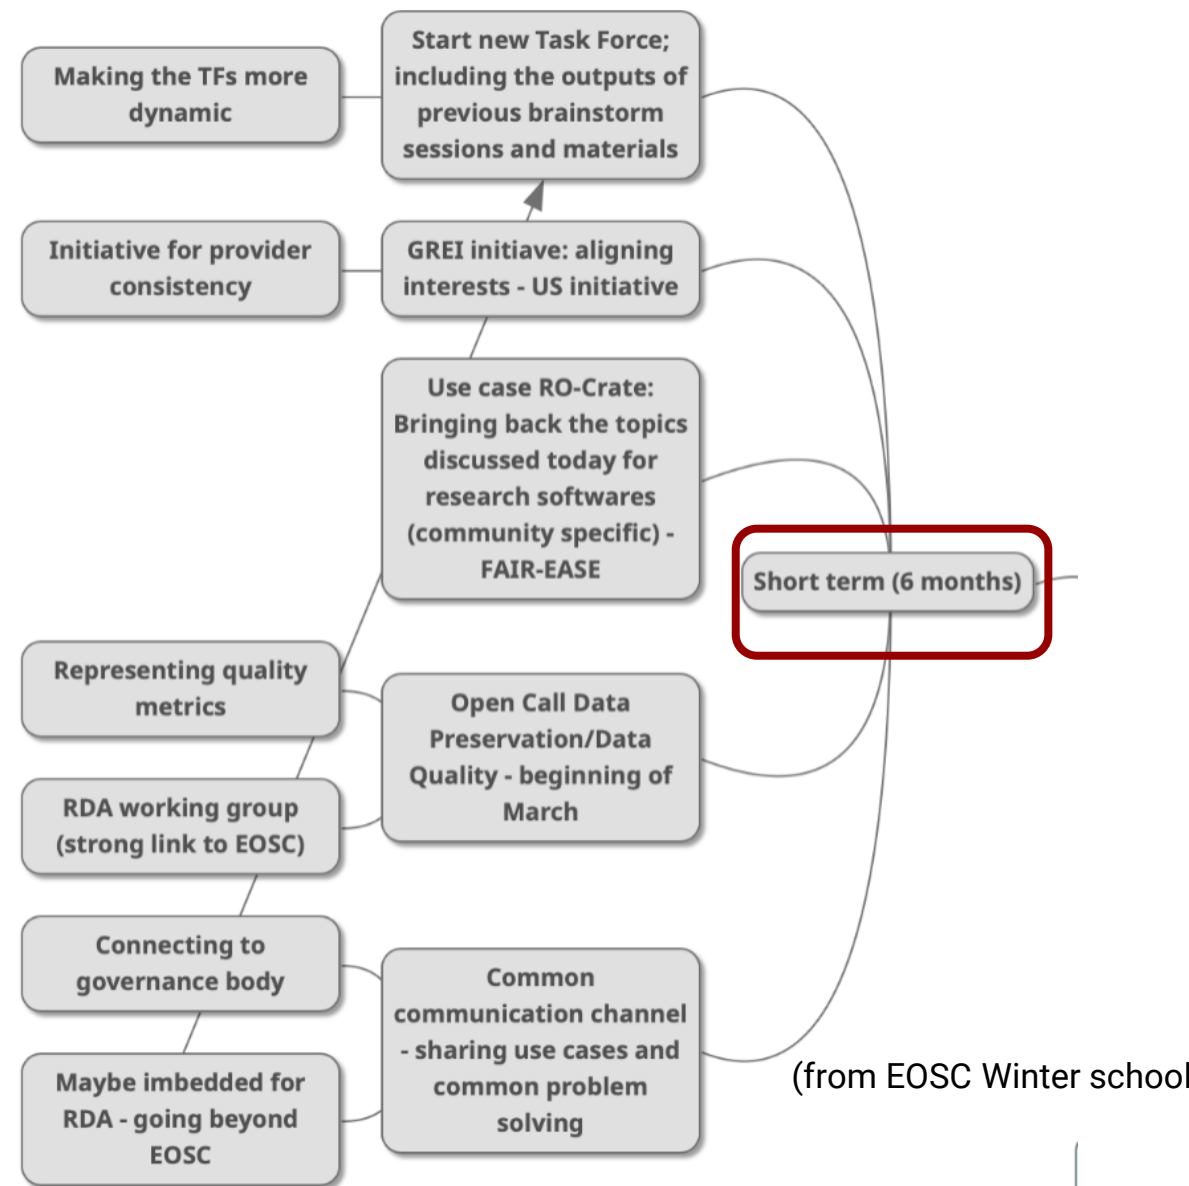 Making the TFs more
dynamic
Start new Task Force;
including the outputs of
previous brainstorm
sessions and materials
Initiative for provider
consistency
GREI initiave: aligning
interests - US initiative
Use case RO-Crate:
Bringing back the topics
discussed today for
research softwares
(community specific) -
FAIR-EASE
Short term (6 months)
Representing quality
metrics
Open Call Data
Preservation/Data
Quality - beginning of
March
RDA working group
(strong link to EOSC)
Connecting to
governance body
Common
communication channel
- sharing use cases and
common problem
solving
Maybe imbedded for
RDA - going beyond
EOSC
(from EOSC Winter school